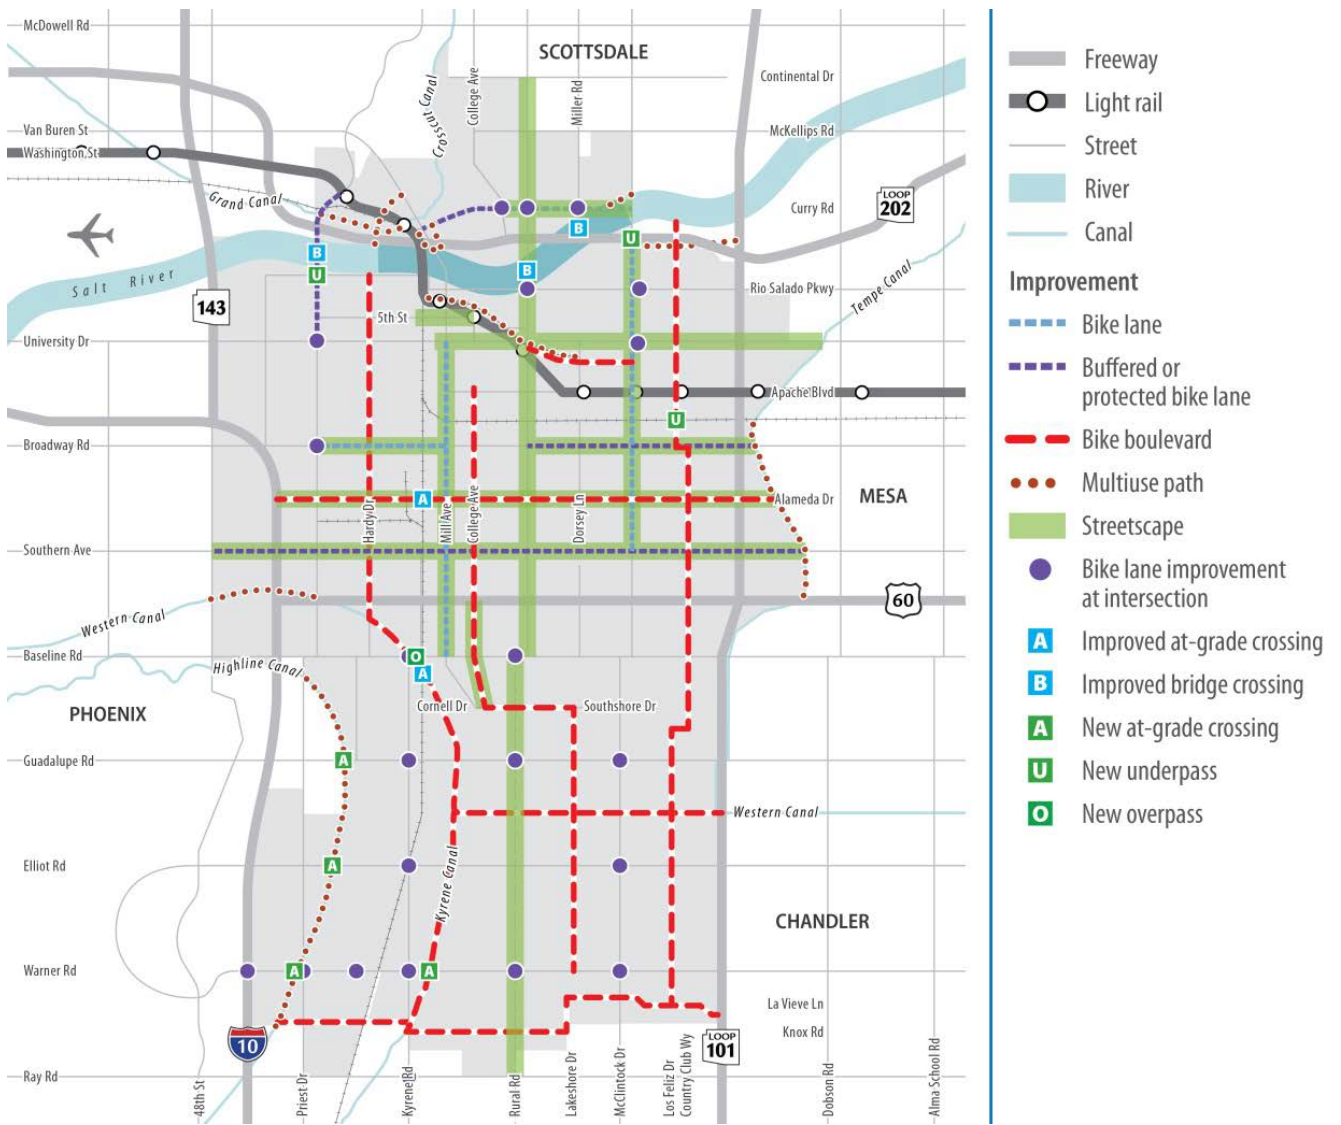 McDowell Rd
SCOTTSDALE
Continental Dr
Crosscut Canal
College Ave
Miller Rd
Van Buren St
McKellips Rd
Washington St
Grand Canal
Curry Rd
LOOP
202
Salt River
143
Rio Salado Pkwy
Tempe Canal
5th St
University Dr
Apache Blvd
Broadway Rd
Alameda Dr
MESA
Hardy Dr
Mill Ave
College Ave
Dorsey Ln
Southern Ave
60
Western Canal
Baseline Rd
Highline Canal
PHOENIX
Cornell Dr
Southshore Dr
Guadalupe Rd
Western Canal
Elliot Rd
Kyrene Canal
CHANDLER
Warner Rd
La Vieve Ln
Knox Rd
10
LOOP
101
Ray Rd
48th St
Priest Dr
Kyrene Rd
Rural Rd
Lakeshore Dr
McClintock Dr
Los Feliz Dr
Country Club Wy
Dobson Rd
Alma School Rd
B
U
B
B
U
U
A
O
A
A
A
A
A
Freeway
Light rail
Street
River
Canal
Improvement
Bike lane
Buffered or
protected bike lane
Bike boulevard
Multiuse path
Streetscape
Bike lane improvement
at intersection
A Improved at-grade crossing
B Improved bridge crossing
A New at-grade crossing
U New underpass
O New overpass